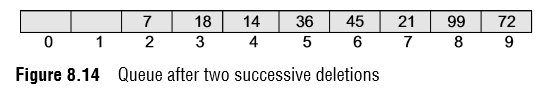 7 18 14 36 45 21 99 72
0 1 2 3 4 5 6 7 8 9
Figure 8.14 Queue after two successive deletions